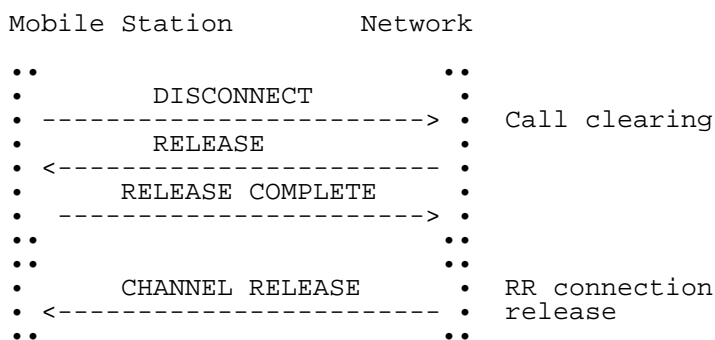 Mobile Station Network
DISCONNECT
Call clearing
RELEASE
RELEASE COMPLETE
CHANNEL RELEASE RR connection
release